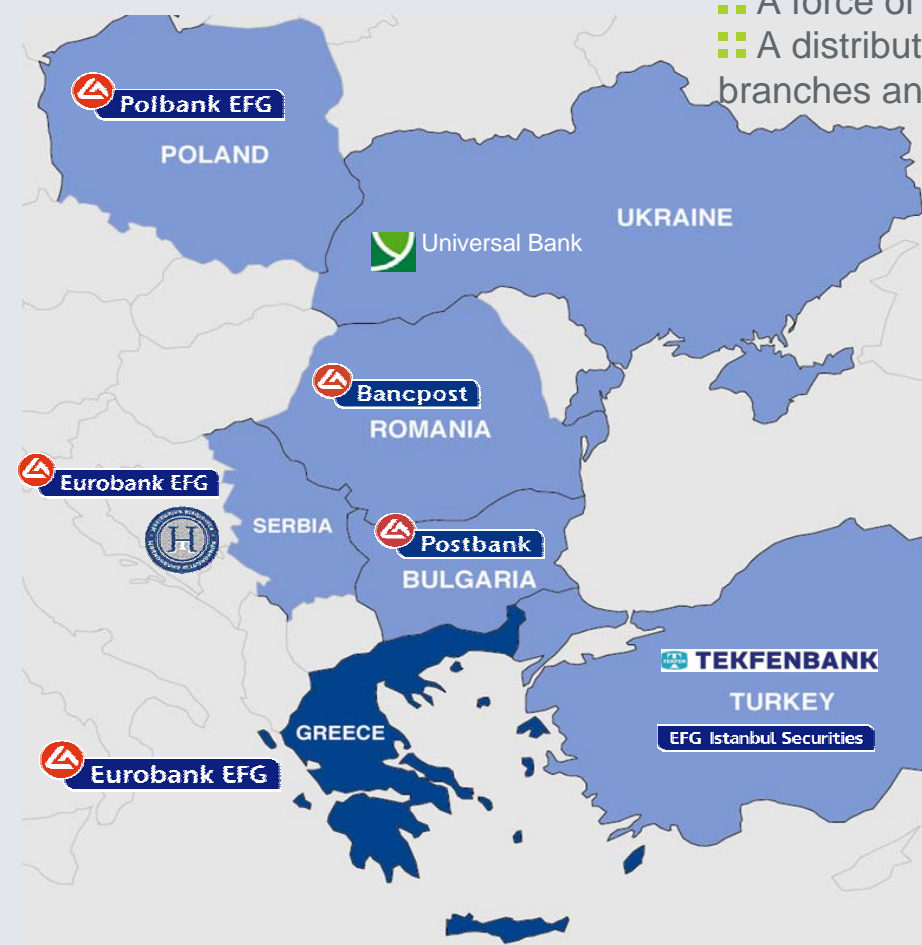 A force of
A distribut
branches an
Polbank EFG
POLAND
UKRAINE
Universal Bank
Bancpost
ROMANIA
Eurobank EFG
SERBIA
H
Postbank
BULGARIA
TEKFEN TEKFENBANK
TURKEY
EFG Istanbul Securities
GREECE
Eurobank EFG